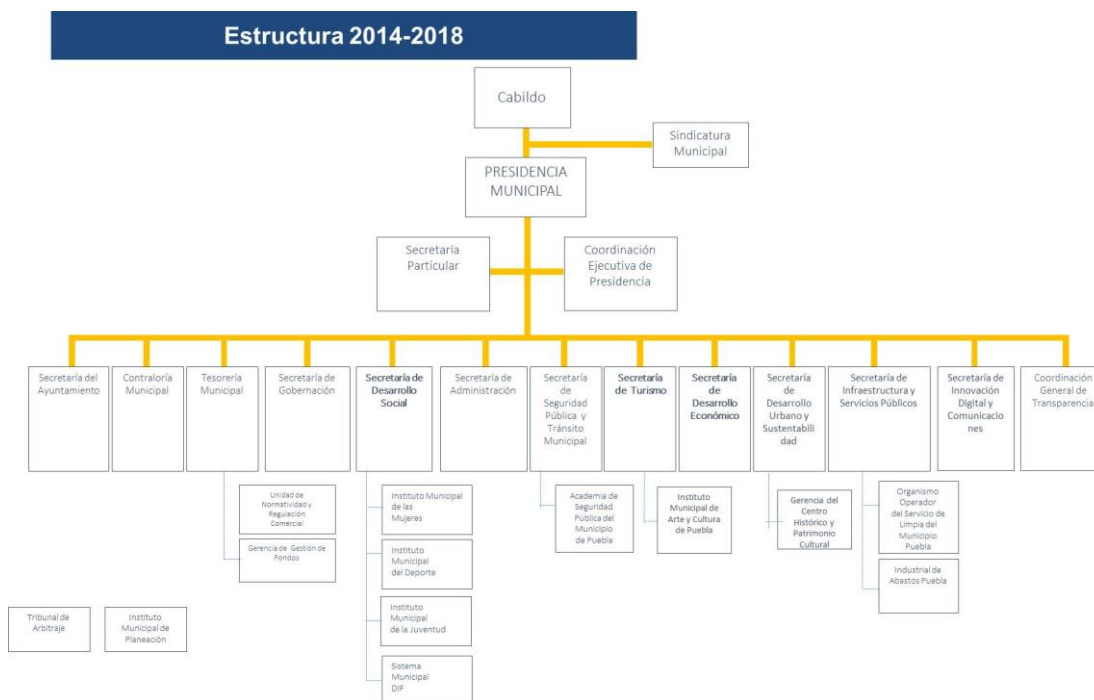 Estructura 2014-2018
Cabildo
Sindicatura
Municipal
PRESIDENCIA
MUNICIPAL
Secretaría
Particular
Coordinación
Ejecutiva de
Presidencia
Secretaría del
Ayuntamiento
Contraloría
Municipal
Tesorería
Municipal
Secretaría de
Gobernación
Secretaría de
Desarrollo
Social
Secretaría de
Administración
Secretaría
de
Seguridad
Pública y
Tránsito
Municipal
Secretaría
de Turismo
Secretaría
de
Desarrollo
Económico
Secretaría
de
Desarrollo
Urbano y
Sustentabili
dad
Secretaría de
Infraestructura y
Servicios Públicos
Secretaría de
Innovación
Digital y
Comunicacio
nes
Coordinación
General de
Transparencia
Unidad de
Normatividad y
Regulación
Comercial
Gerencia de Gestión de
Fondos
Instituto Municipal
de las
Mujeres
Instituto
Municipal
del Deporte
Instituto
Municipal
de la Juventud
Sistema
Municipal
DIF
Academia de
Seguridad
Pública del
Municipio
de Puebla
Instituto
Municipal de
Arte y Cultura
de Puebla
Gerencia del
Centro
Histórico y
Patrimonio
Cultural
Organismo
Operador
del Servicio de
Limpia del
Municipio
Puebla
Industrial de
Abastos Puebla
Tribunal de
Arbitraje
Instituto
Municipal de
Planeación